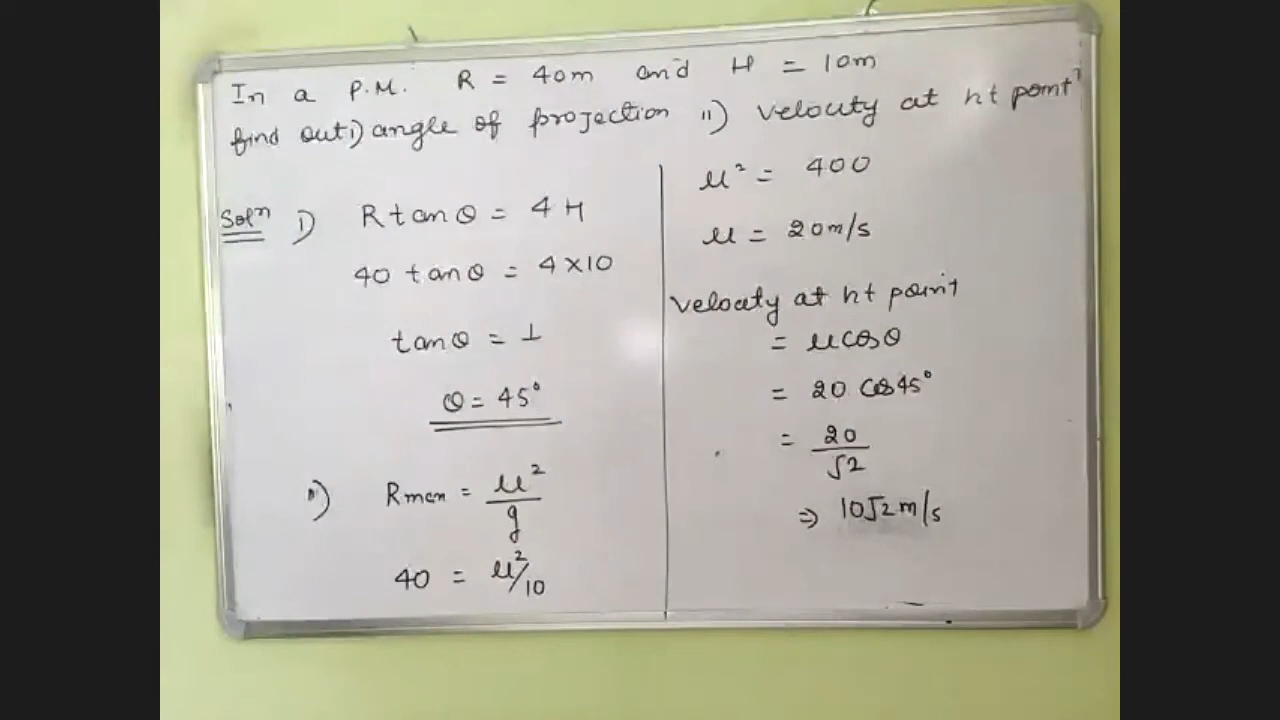 In a P.M. R = 40m and H = 10m
find out i) angle of projection ii) velocity at ht point?
Solⁿ i) R tan θ = 4H
40 tan θ = 4×10
tan θ = 1
θ = 45°
ii) Rmax = u²/g
40 = u²/10
u² = 400
u = 20m/s
velocity at ht point
= u cos θ
= 20 cos 45°
= 20/√2
⇒ 10√2 m/s